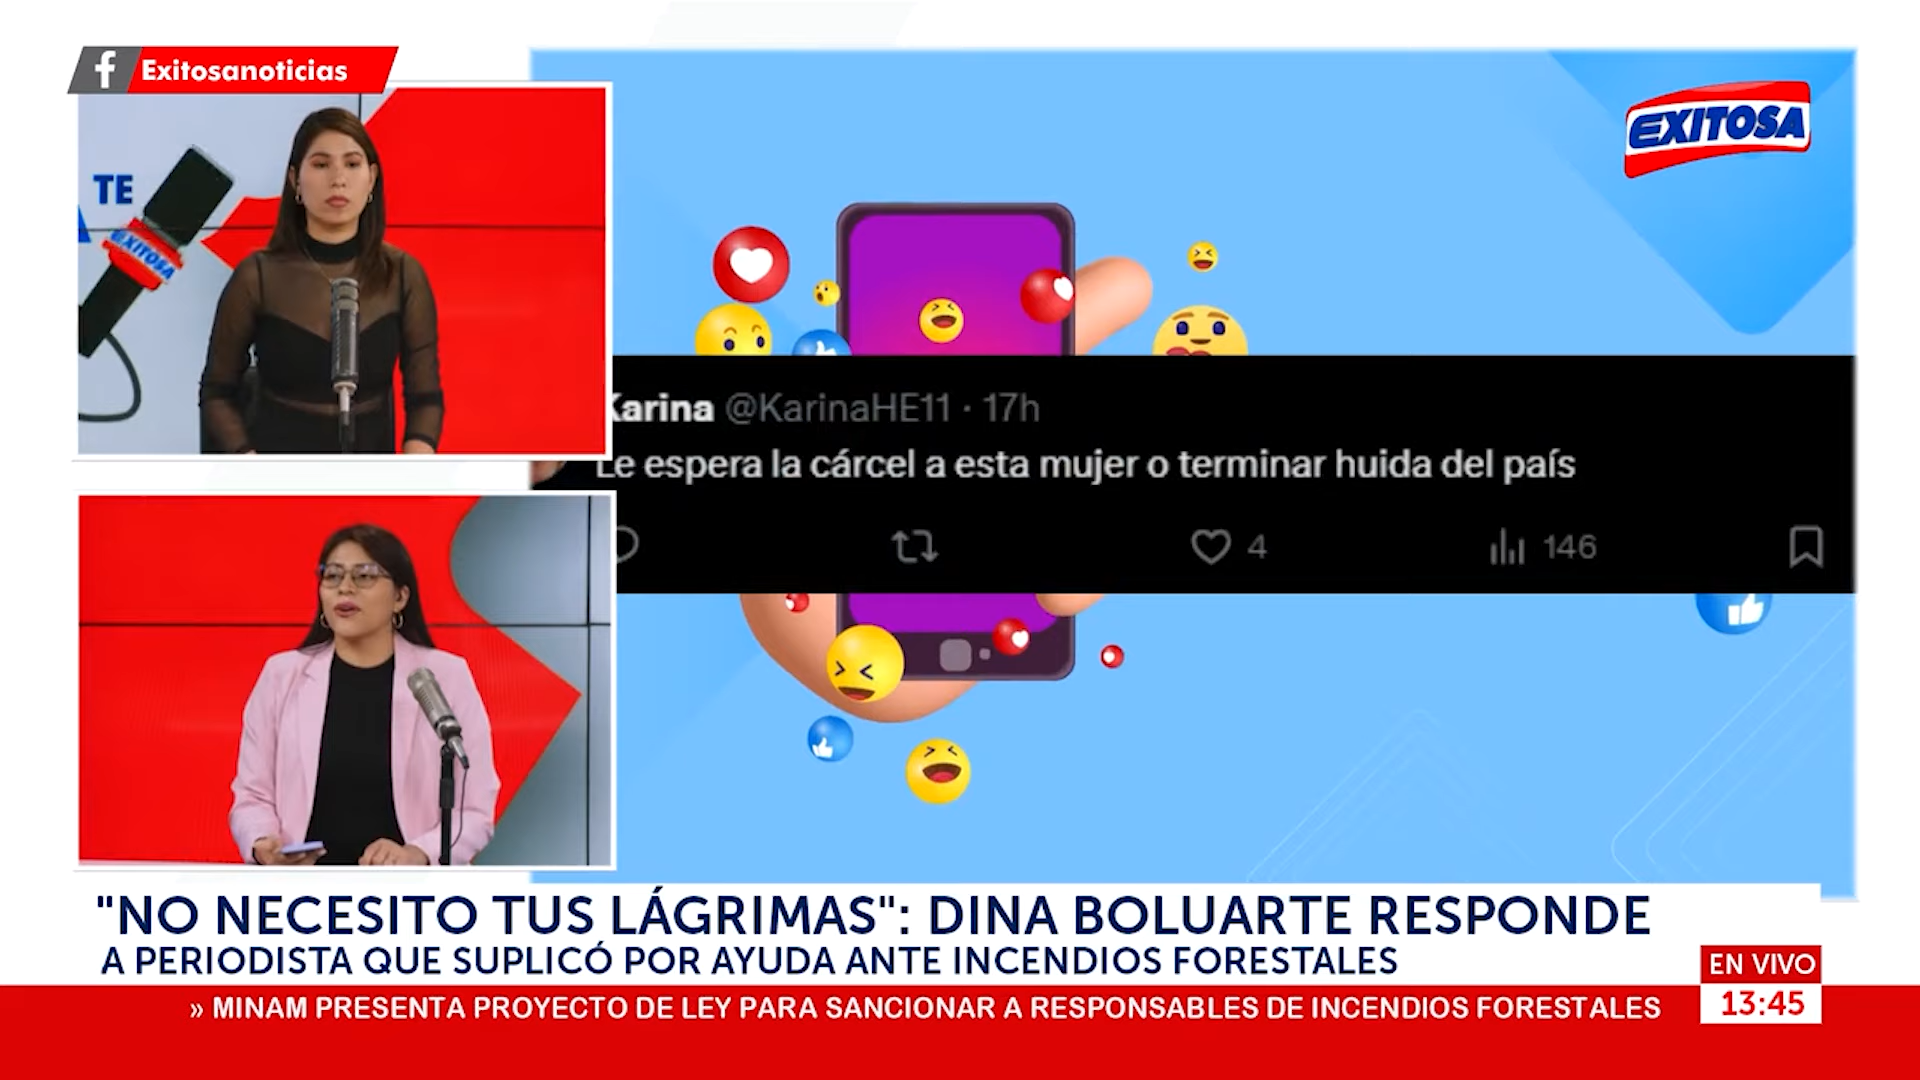 Exitosanoticias
EXITOSA
TE
EXITOSA
Karina @KarinaHE11 · 17h
Le espera la cárcel a esta mujer o terminar huida del país
4
146
"NO NECESITO TUS LÁGRIMAS": DINA BOLUARTE RESPONDE
A PERIODISTA QUE SUPLICÓ POR AYUDA ANTE INCENDIOS FORESTALES
EN VIVO
» MINAM PRESENTA PROYECTO DE LEY PARA SANCIONAR A RESPONSABLES DE INCENDIOS FORESTALES
13:45